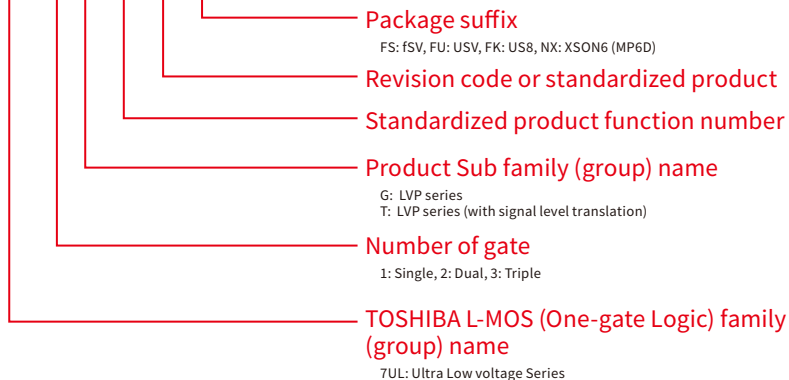 Package suffix
FS: fSV, FU: USV, FK: US8, NX: XSON6 (MP6D)
Revision code or standardized product
Standardized product function number
Product Sub family (group) name
G: LVP series
T: LVP series (with signal level translation)
Number of gate
1: Single, 2: Dual, 3: Triple
TOSHIBA L-MOS (One-gate Logic) family
(group) name
7UL: Ultra Low voltage Series